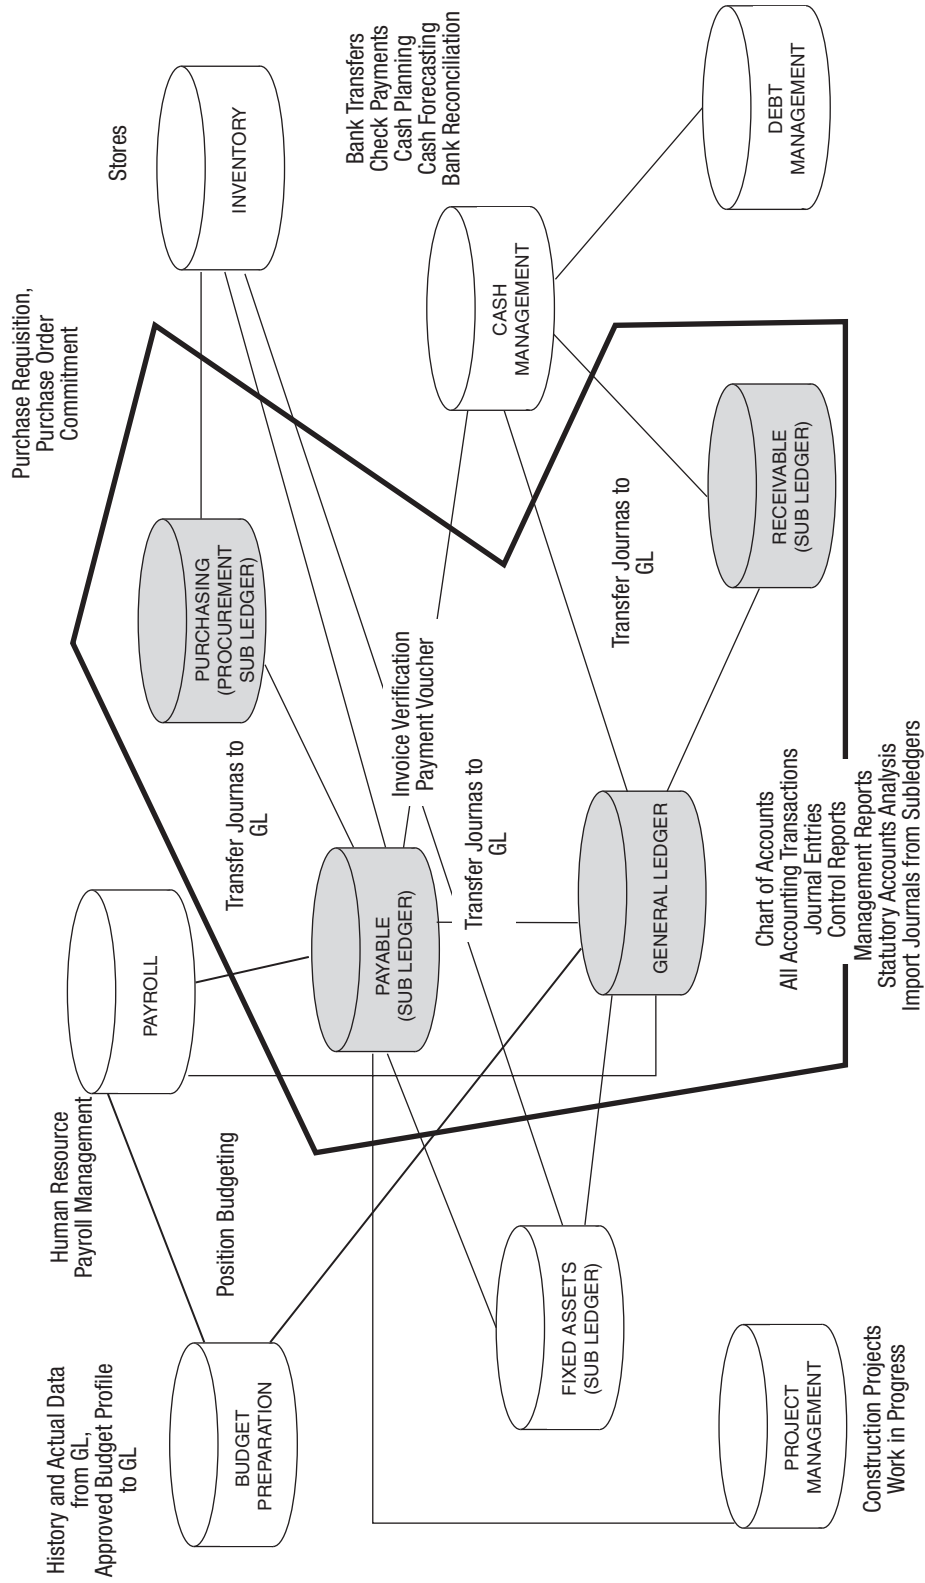 History and Actual Data
from GL,
Approved Budget Profile
to GL
BUDGET
PREPARATION
Human Resource
Payroll Management
PAYROLL
Position Budgeting
Purchase Requisition,
Purchase Order
Commitment
PURCHASING
(PROCUREMENT
SUB LEDGER)
Stores
INVENTORY
Transfer Journas to
GL
PAYABLE
(SUB LEDGER)
Invoice Verification
Payment Voucher
Bank Transfers
Check Payments
Cash Planning
Cash Forecasting
Bank Reconciliation
CASH
MANAGEMENT
Transfer Journas to
GL
FIXED ASSETS
(SUB LEDGER)
GENERAL LEDGER
Transfer Journas to
GL
RECEIVABLE
(SUB LEDGER)
DEBT
MANAGEMENT
PROJECT
MANAGEMENT
Construction Projects
Work in Progress
Chart of Accounts
All Accounting Transactions
Journal Entries
Control Reports
Management Reports
Statutory Accounts Analysis
Import Journals from Subledgers